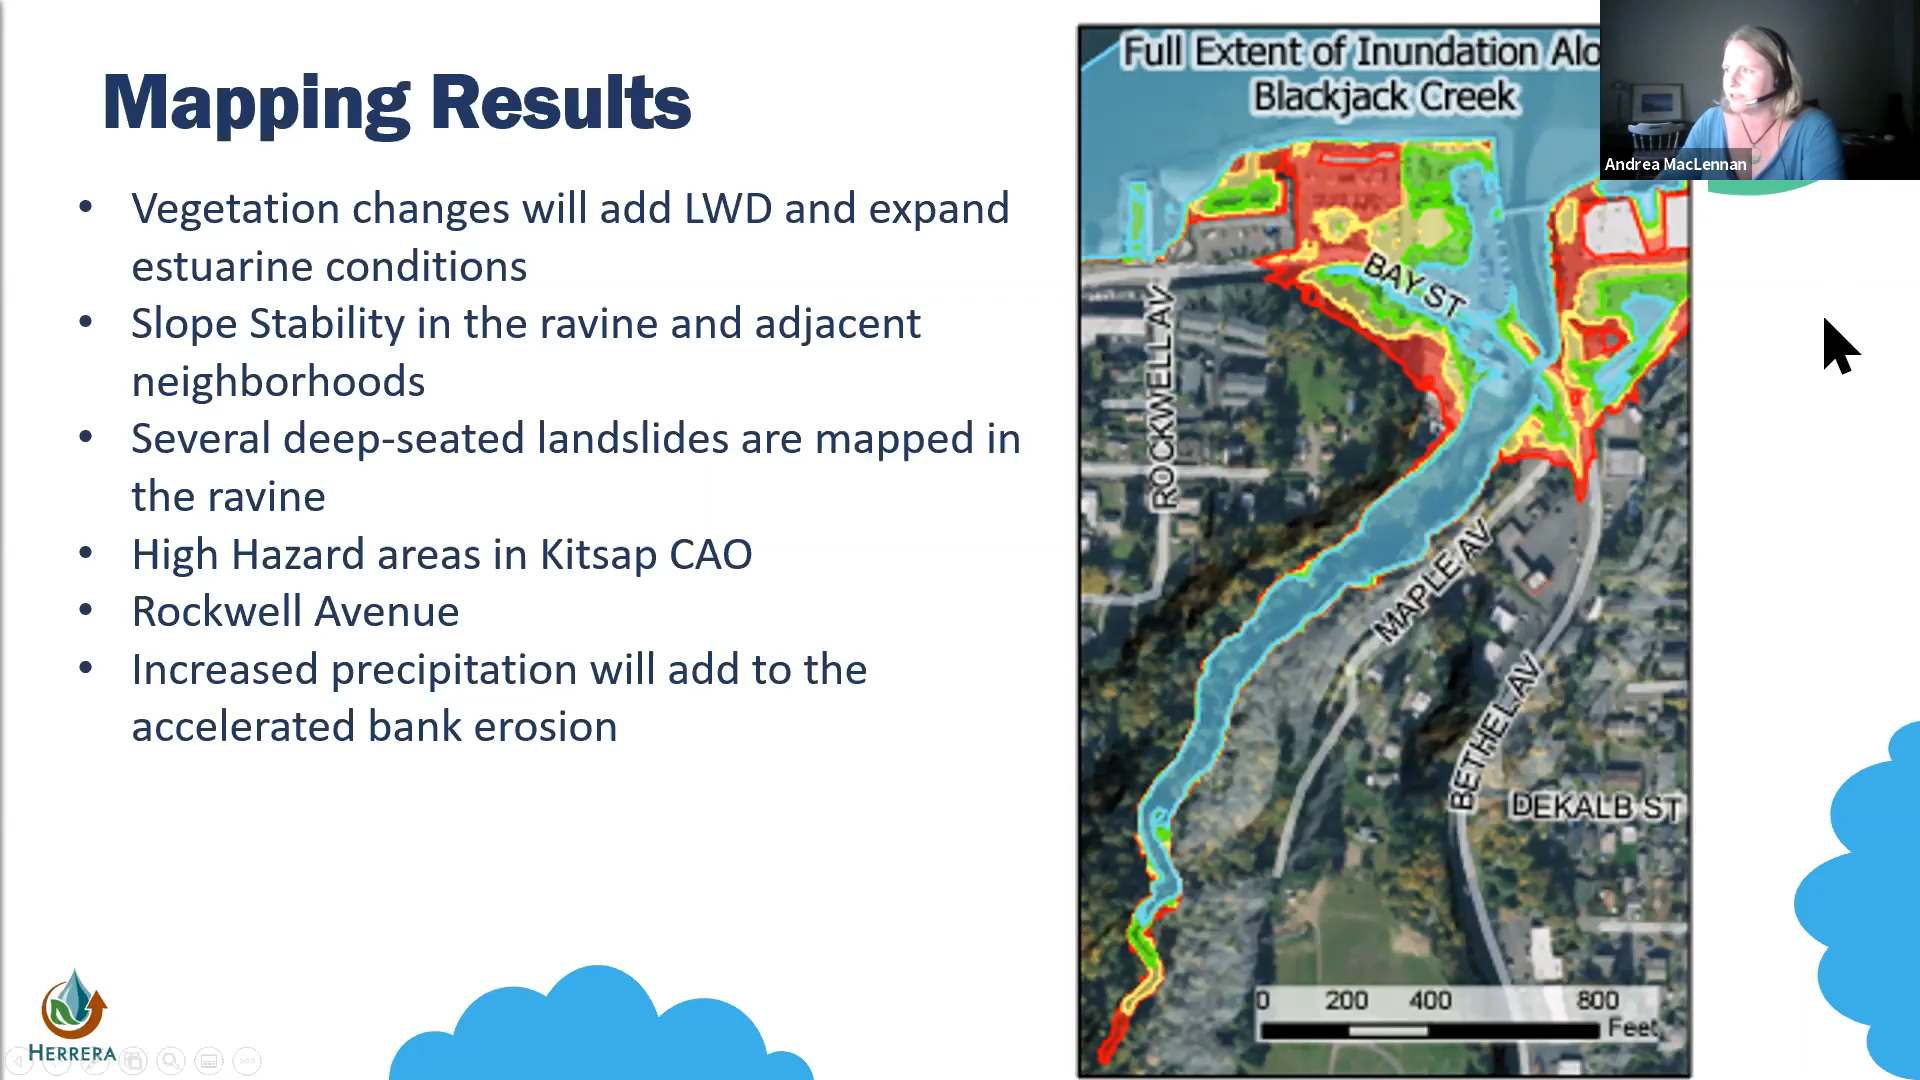 Mapping Results
• Vegetation changes will add LWD and expand
estuarine conditions
• Slope Stability in the ravine and adjacent
neighborhoods
• Several deep-seated landslides are mapped in
the ravine
• High Hazard areas in Kitsap CAO
• Rockwell Avenue
• Increased precipitation will add to the
accelerated bank erosion
HERRERA
Full Extent of Inundation Alo
Blackjack Creek
BAY ST
ROCKWELL AV
MAPLE AV
BETHEL AV
DEKALB ST
0 200 400 800
Feet
Andrea MacLennan